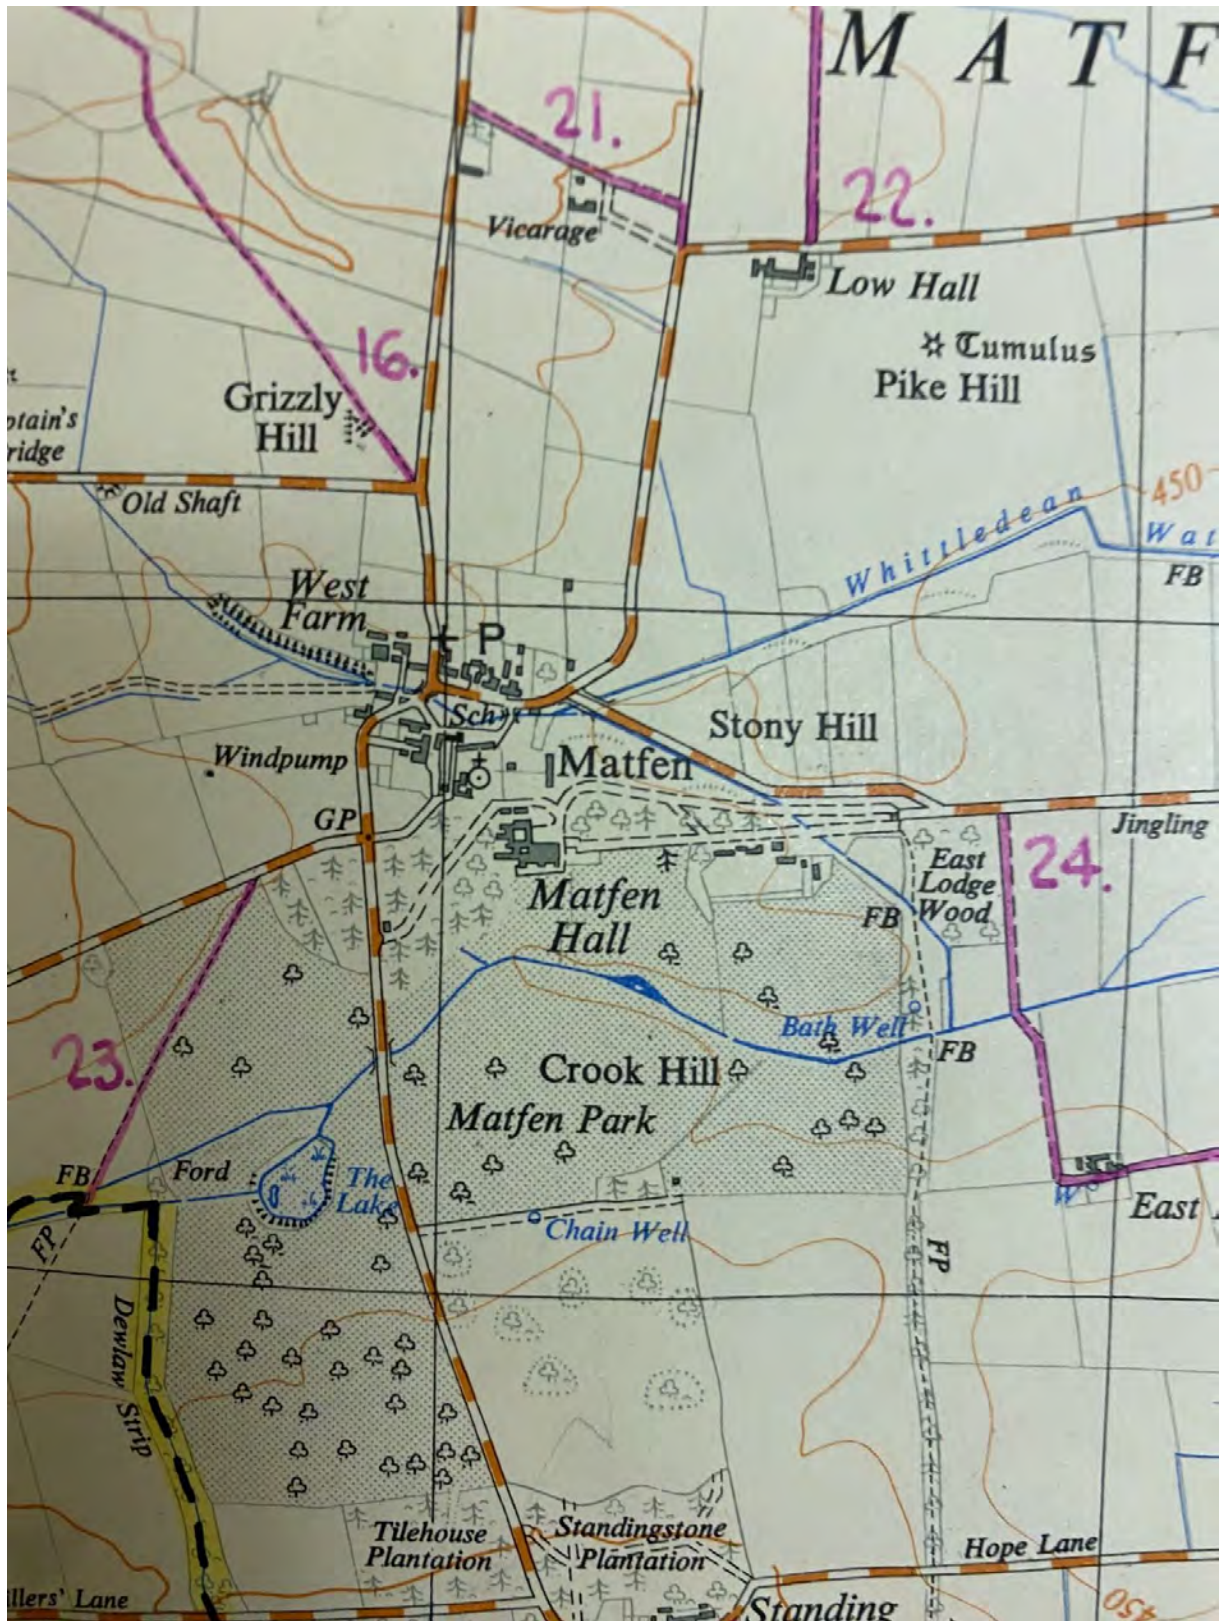 MATF
21.
22.
Vicarage
Low Hall
Tumulus
Pike Hill
16.
Grizzly
Hill
Old Shaft
450
Whittledean
Wat
FB
West
Farm
P
Sch
Stony Hill
Windpump
Matfen
GP
Jingling
24.
East
Lodge
Wood
Matfen
Hall
FB
Bath Well
FB
23.
Crook Hill
Matfen Park
FB
Ford
The
Lake
W
East
FP
Chain Well
FP
Dewlaw Strip
Tilehouse
Plantation
Standingstone
Plantation
Hope Lane
450
llers' Lane
Standing